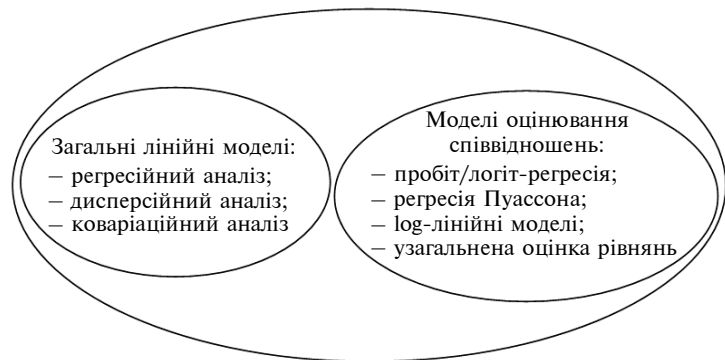 Загальні лінійні моделі:
– регресійний аналіз;
– дисперсійний аналіз;
– коваріаційний аналіз
Моделі оцінювання
співвідношень:
– пробіт/логіт-регресія;
– регресія Пуассона;
– log-лінійні моделі;
– узагальнена оцінка рівнянь